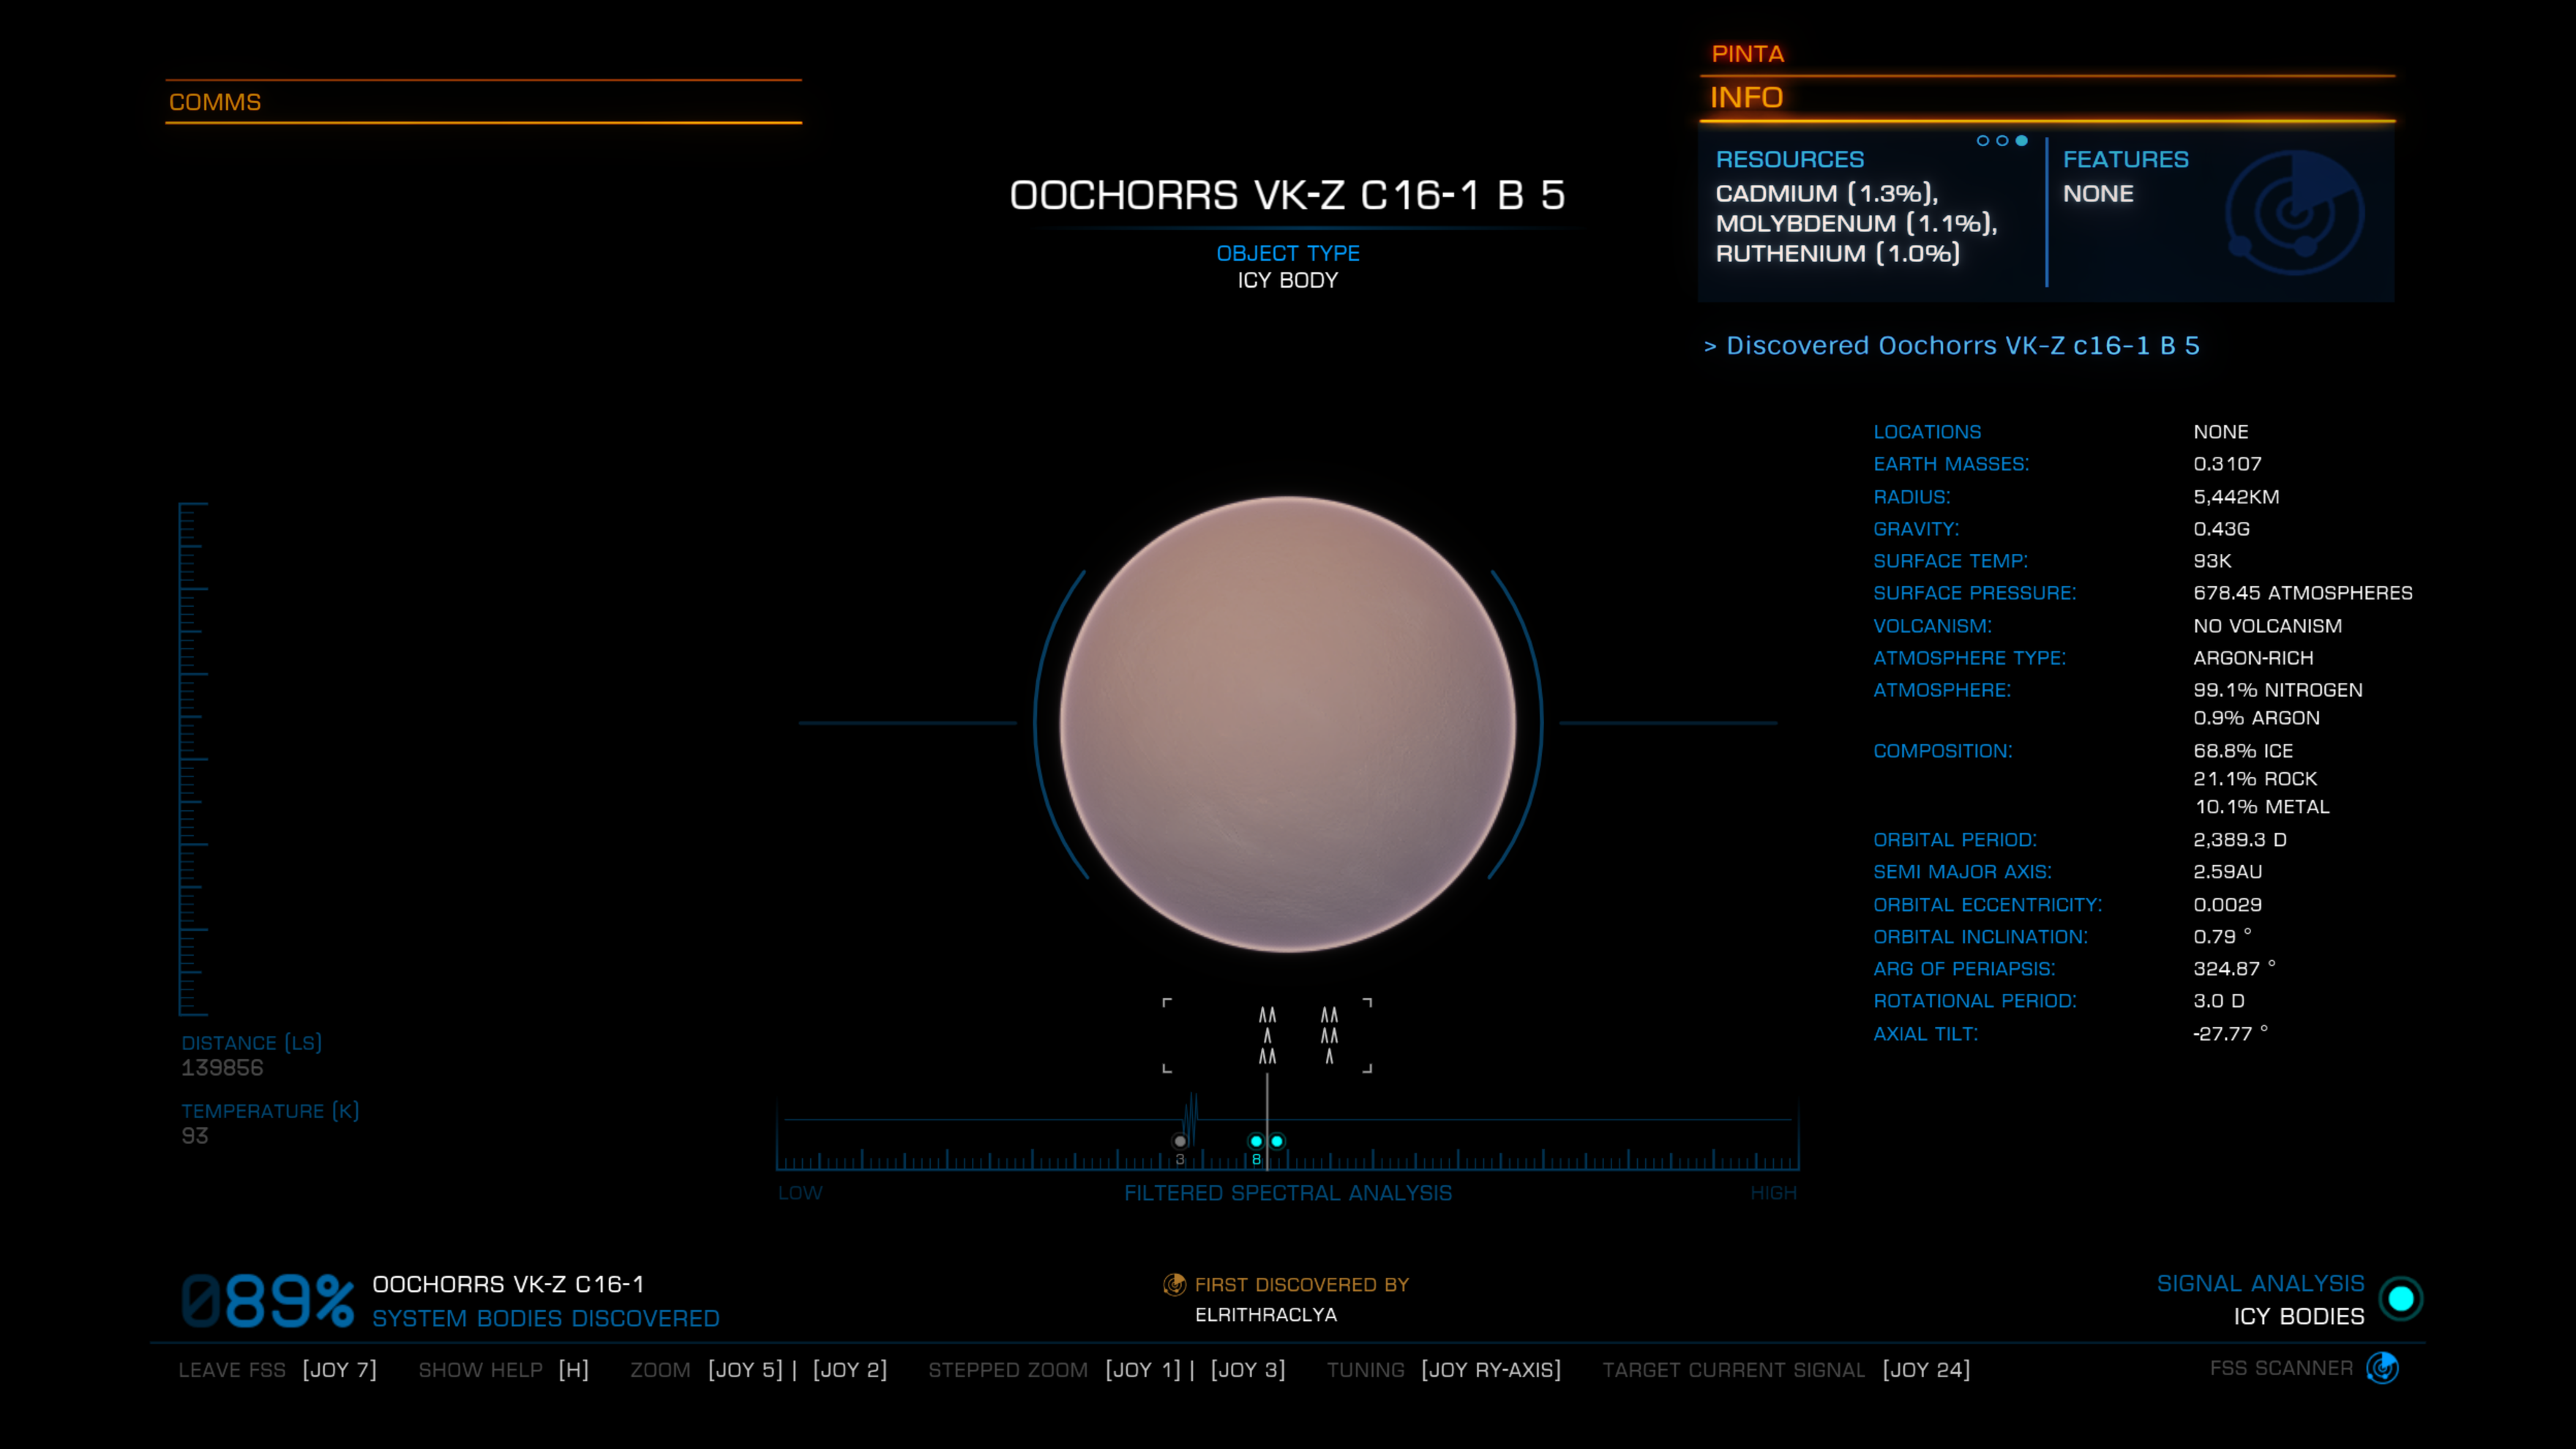 PINTA
COMMS
INFO
RESOURCES
CADMIUM (1.3%),
MOLYBDENUM (1.1%),
RUTHENIUM (1.0%)
FEATURES
NONE
OOCHORRS VK-Z C16-1 B 5
OBJECT TYPE
ICY BODY
> Discovered Oochorrs VK-Z c16-1 B 5
LOCATIONS NONE
EARTH MASSES: 0.3107
RADIUS: 5,442KM
GRAVITY: 0.43G
SURFACE TEMP: 93K
SURFACE PRESSURE: 678.45 ATMOSPHERES
VOLCANISM: NO VOLCANISM
ATMOSPHERE TYPE: ARGON-RICH
ATMOSPHERE: 99.1% NITROGEN
0.9% ARGON
COMPOSITION: 68.8% ICE
21.1% ROCK
10.1% METAL
ORBITAL PERIOD: 2,389.3 D
SEMI MAJOR AXIS: 2.59AU
ORBITAL ECCENTRICITY: 0.0029
ORBITAL INCLINATION: 0.79 °
ARG OF PERIAPSIS: 324.87 °
ROTATIONAL PERIOD: 3.0 D
AXIAL TILT: -27.77 °
DISTANCE (LS)
139856
TEMPERATURE (K)
93
3 8
LOW FILTERED SPECTRAL ANALYSIS HIGH
089% OOCHORRS VK-Z C16-1
SYSTEM BODIES DISCOVERED
FIRST DISCOVERED BY
ELRITHRACLYA
SIGNAL ANALYSIS
ICY BODIES
LEAVE FSS [JOY 7] SHOW HELP [H] ZOOM [JOY 5] | [JOY 2] STEPPED ZOOM [JOY 1] | [JOY 3] TUNING [JOY RY-AXIS] TARGET CURRENT SIGNAL [JOY 24] FSS SCANNER